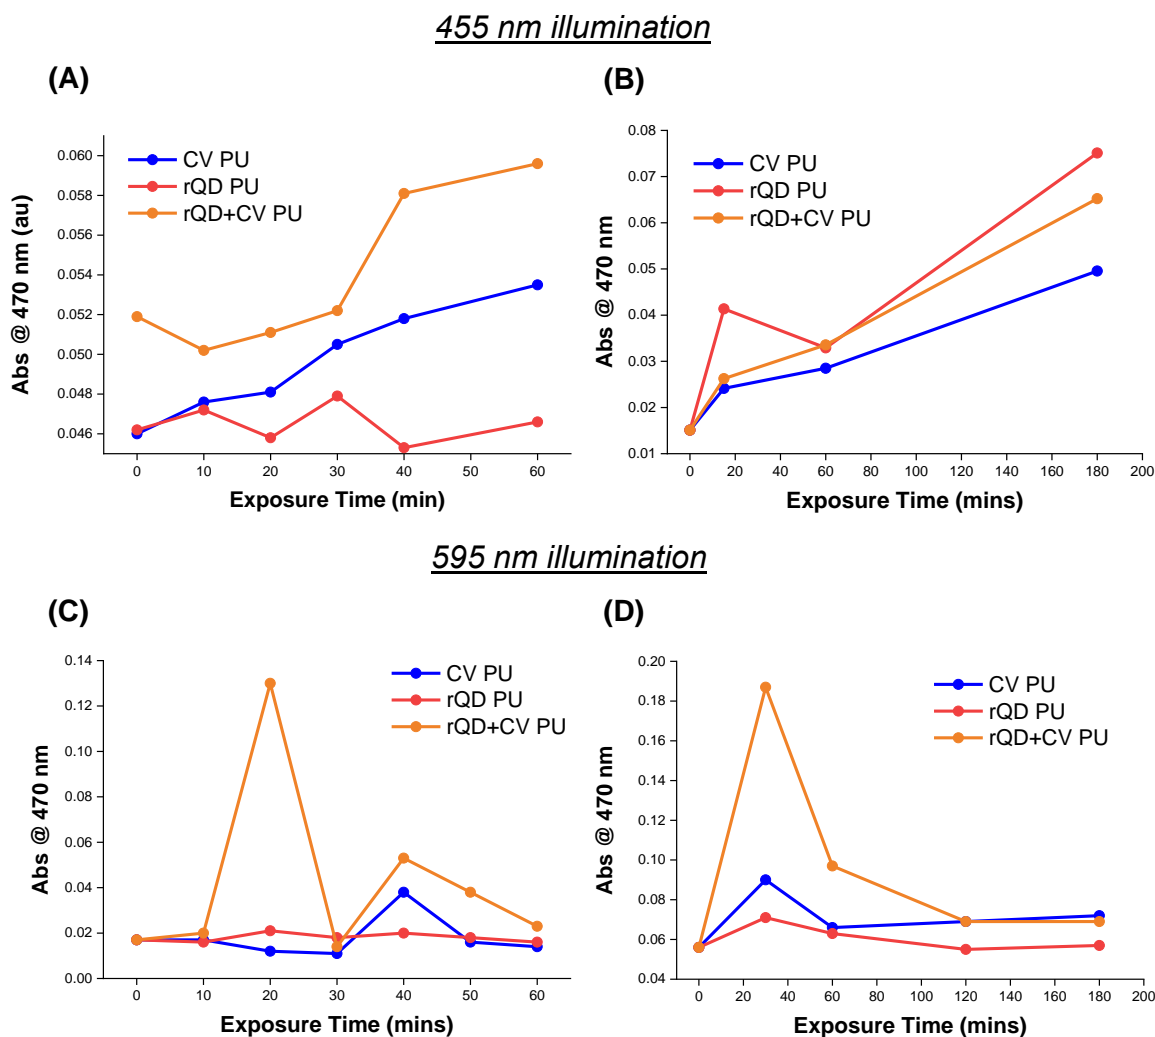 455 nm illumination
(A)
(B)
CV PU
rQD PU
rQD+CV PU
Abs @ 470 nm (au)
0.060
0.058
0.056
0.054
0.052
0.050
0.048
0.046
0 10 20 30 40 50 60
Exposure Time (min)
CV PU
rQD PU
rQD+CV PU
Abs @ 470 nm
0.08
0.07
0.06
0.05
0.04
0.03
0.02
0.01
0 20 40 60 80 100 120 140 160 180 200
Exposure Time (mins)
595 nm illumination
(C)
(D)
CV PU
rQD PU
rQD+CV PU
Abs @ 470 nm
0.14
0.12
0.10
0.08
0.06
0.04
0.02
0.00
0 10 20 30 40 50 60
Exposure Time (mins)
CV PU
rQD PU
rQD+CV PU
Abs @ 470 nm
0.20
0.18
0.16
0.14
0.12
0.10
0.08
0.06
0.04
0 20 40 60 80 100 120 140 160 180 200
Exposure Time (mins)